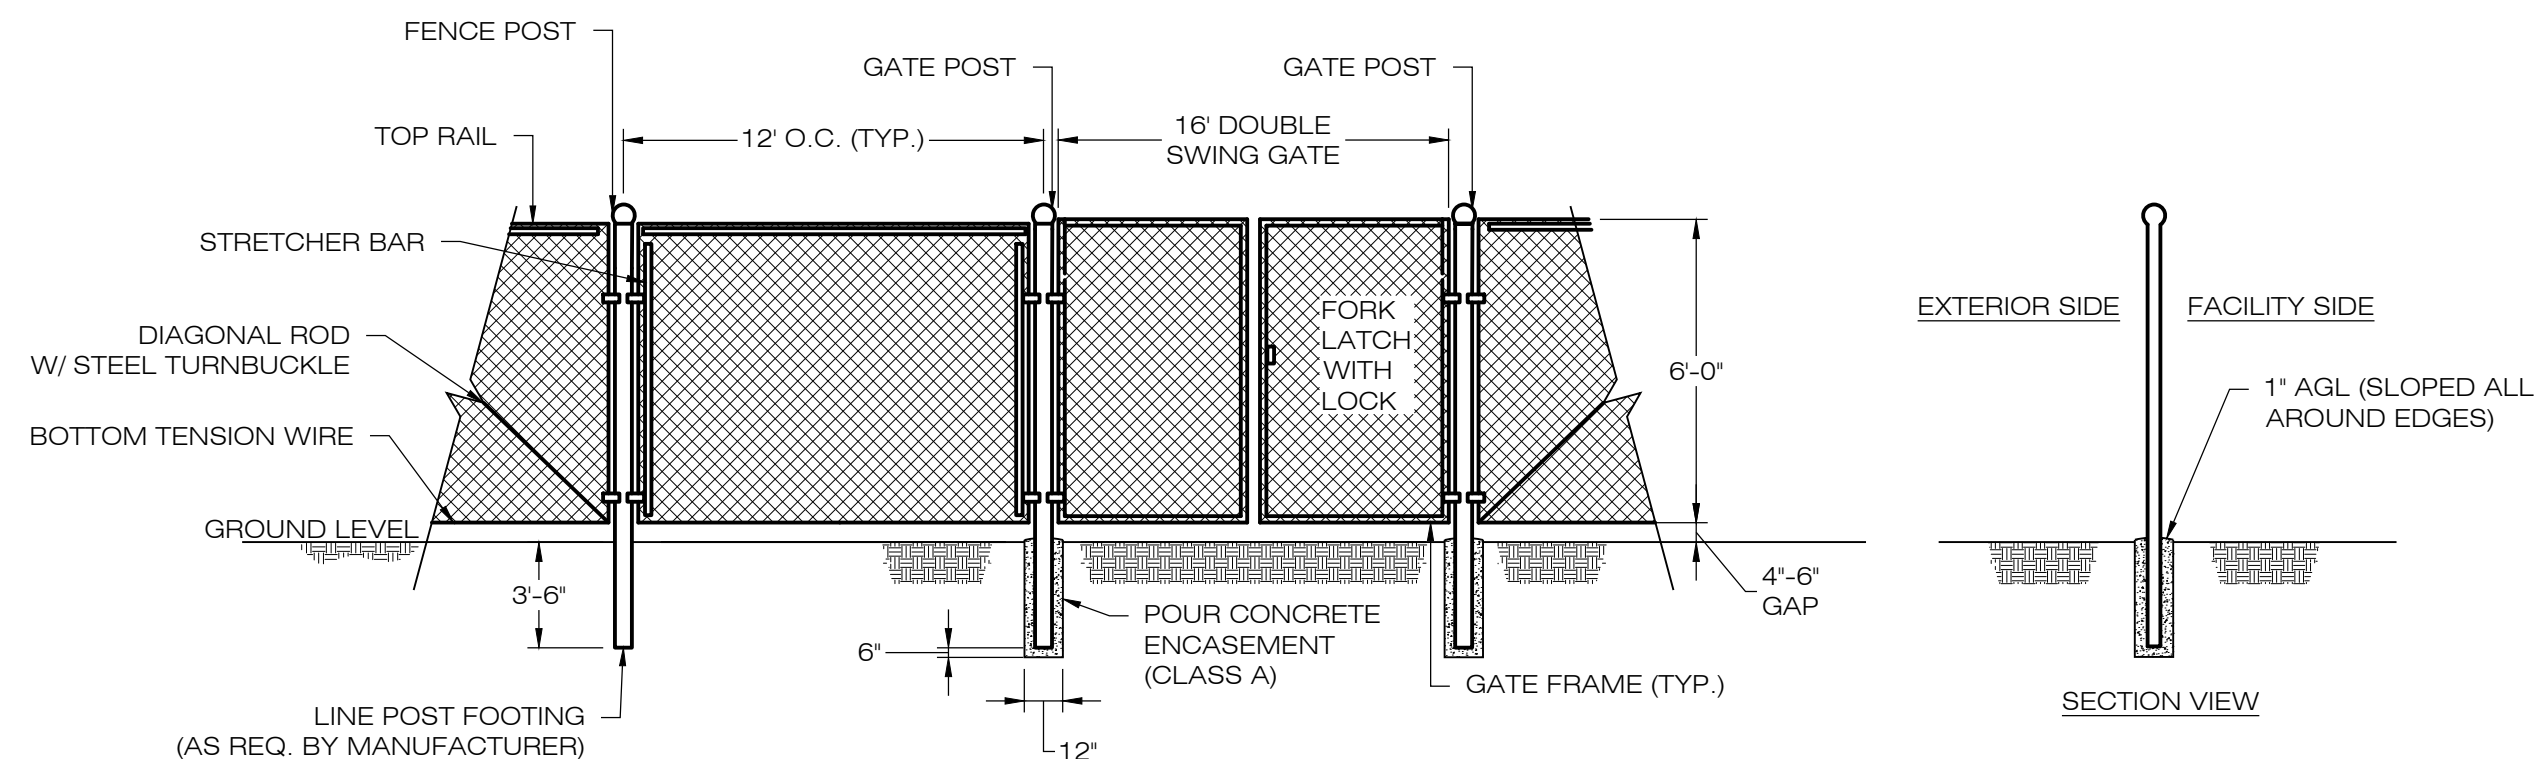 FENCE POST
GATE POST
GATE POST
TOP RAIL
12' O.C. (TYP.)
16' DOUBLE
SWING GATE
STRETCHER BAR
DIAGONAL ROD
W/ STEEL TURNBUCKLE
BOTTOM TENSION WIRE
GROUND LEVEL
FORK
LATCH
WITH
LOCK
6'-0"
4"-6"
GAP
3'-6"
6"
12"
POUR CONCRETE
ENCASEMENT
(CLASS A)
GATE FRAME (TYP.)
LINE POST FOOTING
(AS REQ. BY MANUFACTURER)
EXTERIOR SIDE
FACILITY SIDE
1" AGL (SLOPED ALL
AROUND EDGES)
SECTION VIEW